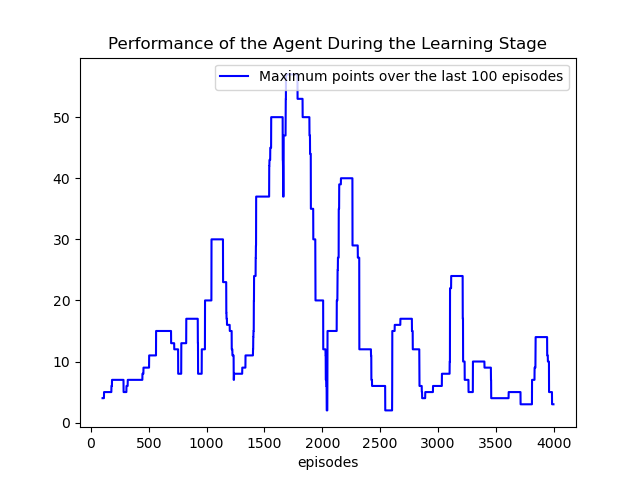 Performance of the Agent During the Learning Stage
Maximum points over the last 100 episodes
50
40
30
20
10
0
0 500 1000 1500 2000 2500 3000 3500 4000
episodes